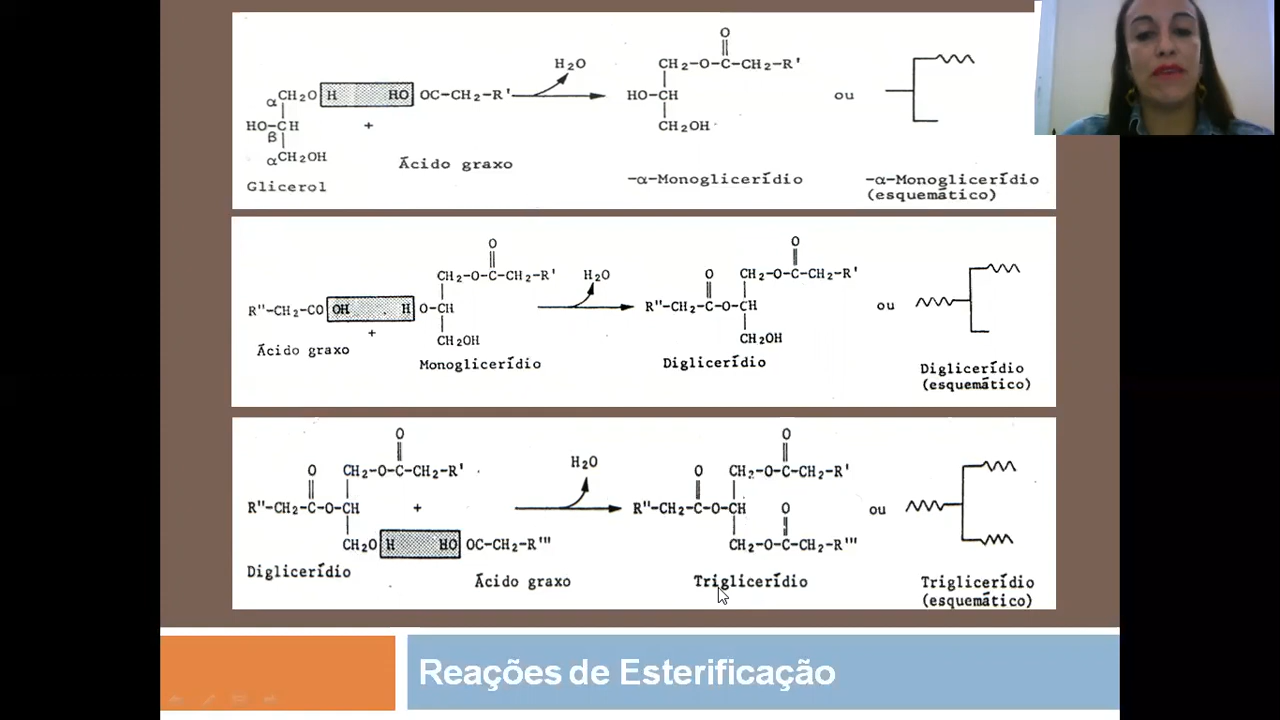 O
CH2-O-C-CH2-R'
H2O
αCH2O H HO OC-CH2-R'
HO-CH
ou
HO-CH
β
+
CH2OH
αCH2OH
Ácido graxo
Glicerol
-α-Monoglicerídio
-α-Monoglicerídio
(esquemático)
O
O
CH2-O-C-CH2-R'
H2O
O
CH2-O-C-CH2-R'
R"-CH2-CO OH H O-CH
R"-CH2-C-O-CH
ou
+
CH2OH
CH2OH
Ácido graxo
Monoglicerídio
Diglicerídio
Diglicerídio
(esquemático)
O
O
H2O
O
CH2-O-C-CH2-R'
O
CH2-O-C-CH2-R'
R"-CH2-C-O-CH
+
R"-CH2-C-O-CH
O
ou
CH2O H HO OC-CH2-R'''
CH2-O-C-CH2-R'''
Diglicerídio
Ácido graxo
Triglicerídio
Triglicerídio
(esquemático)
Reações de Esterificação